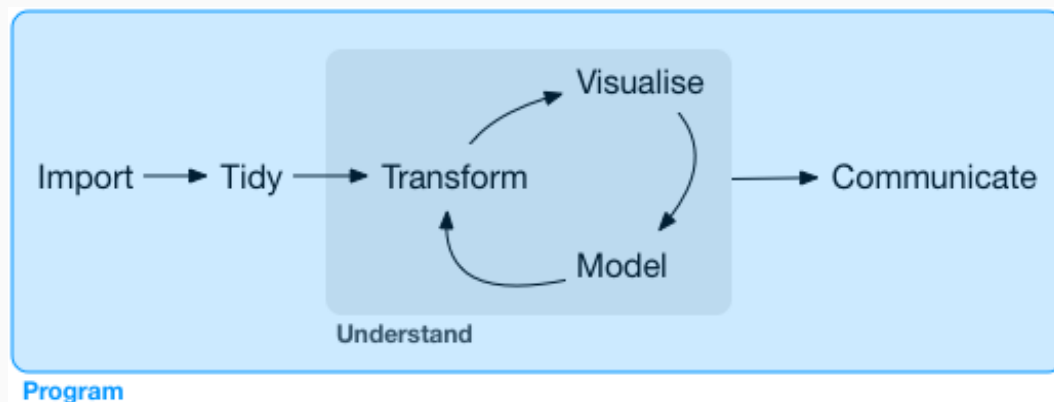 Visualise
Import
Tidy
Transform
Communicate
Model
Understand
Program